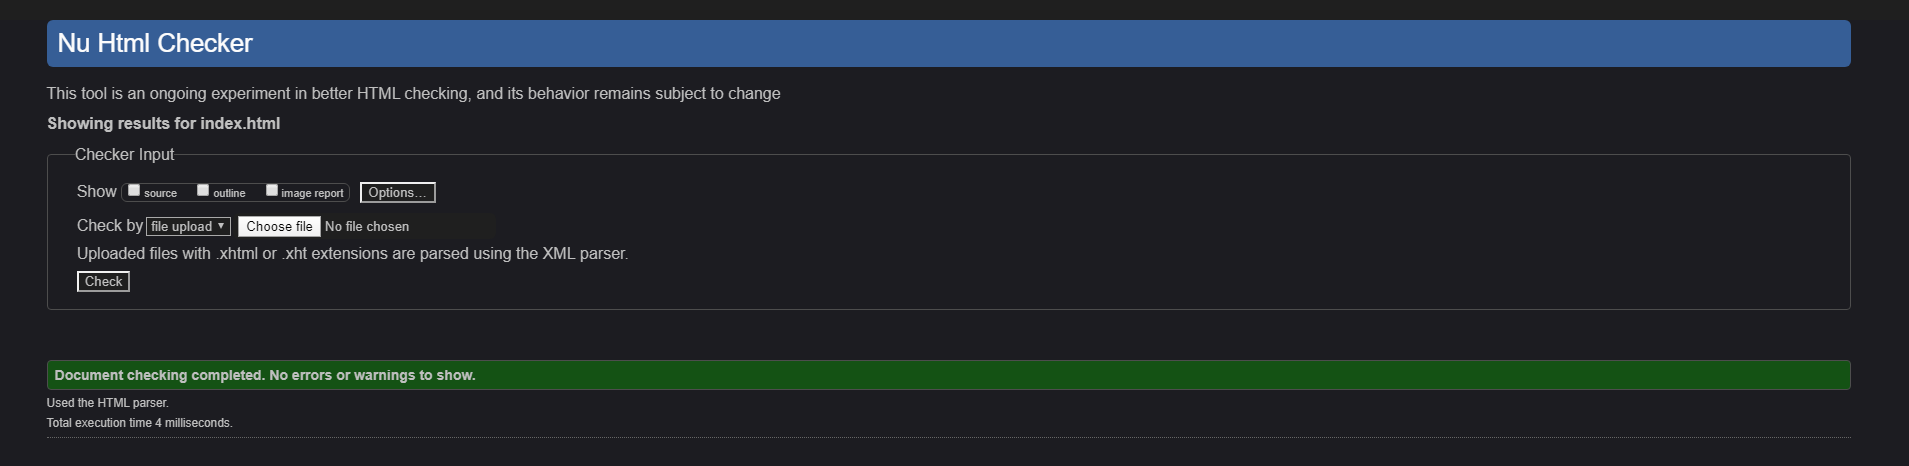 Nu Html Checker
This tool is an ongoing experiment in better HTML checking, and its behavior remains subject to change
Showing results for index.html
Checker Input
Show source outline image report Options...
Check by file upload ▾ Choose file No file chosen
Uploaded files with .xhtml or .xht extensions are parsed using the XML parser.
Check
Document checking completed. No errors or warnings to show.
Used the HTML parser.
Total execution time 4 milliseconds.